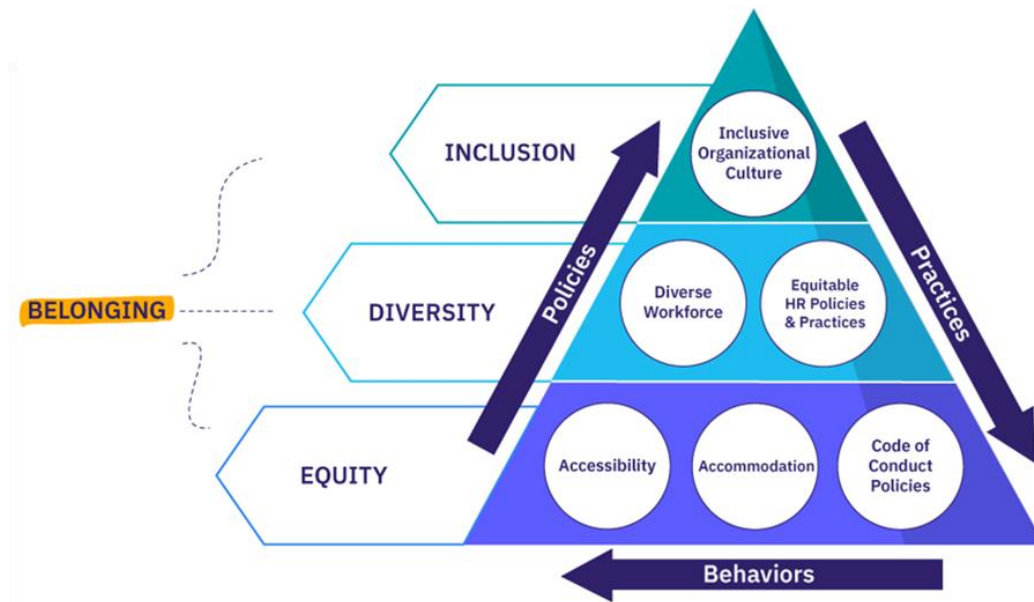 INCLUSION
Inclusive
Organizational
Culture
Policies
Practices
BELONGING
DIVERSITY
Diverse
Workforce
Equitable
HR Policies
& Practices
EQUITY
Accessibility
Accommodation
Code of
Conduct
Policies
Behaviors